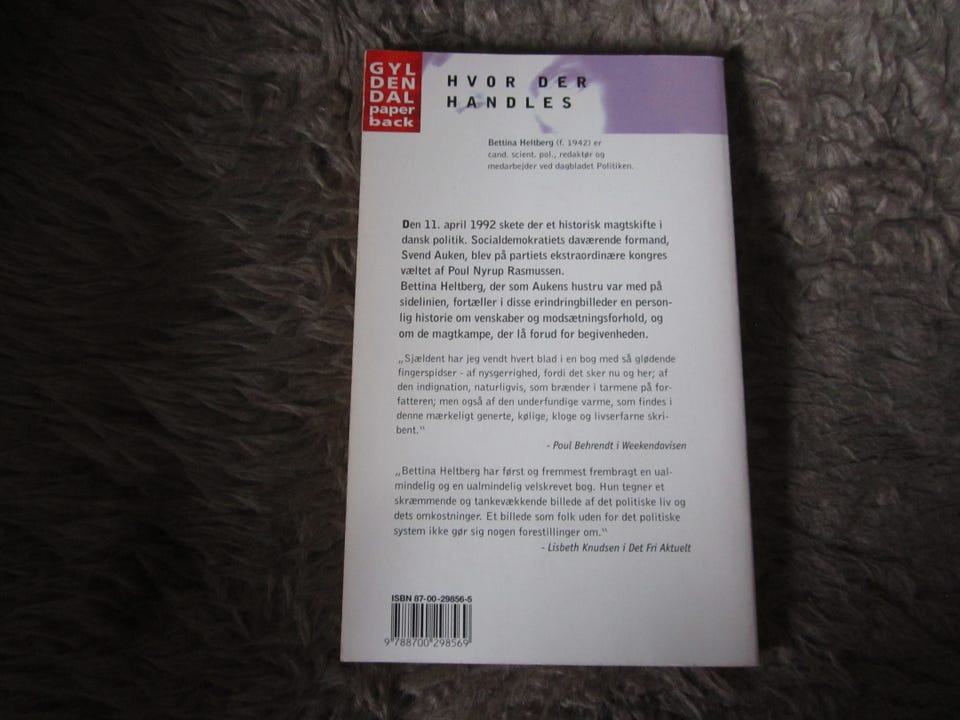 GYL
DEN
DAL
paper
back
HVOR DER
HANDLES
Bettina Heltberg (f. 1942) er
cand. scient. pol., redaktør og
medarbejder ved dagbladet Politiken.
Den 11. april 1992 skete der et historisk magtskifte i
dansk politik. Socialdemokratiets daværende formand,
Svend Auken, blev på partiets ekstraordinære kongres
væltet af Poul Nyrup Rasmussen.
Bettina Heltberg, der som Aukens hustru var med på
sidelinien, fortæller i disse erindringbilleder en person-
lig historie om venskaber og modsætningsforhold, og
om de magtkampe, der lå forud for begivenheden.
„Sjældent har jeg vendt hvert blad i en bog med så glødende
fingerspidser - af nysgerrighed, fordi det sker nu og her; af
den indignation, naturligvis, som brænder i tarmene på for-
fatteren; men også af den underfundige varme, som findes i
denne mærkeligt generte, kølige, kloge og livserfarne skri-
bent."
- Poul Behrendt i Weekendavisen
„Bettina Heltberg har først og fremmest frembragt en ual-
mindelig og en ualmindelig velskrevet bog. Hun tegner et
skræmmende og tankevækkende billede af det politiske liv og
dets omkostninger. Et billede som folk uden for det politiske
system ikke gør sig nogen forestillinger om."
- Lisbeth Knudsen i Det Fri Aktuelt
ISBN 87-00-29856-5
9 788700 298569